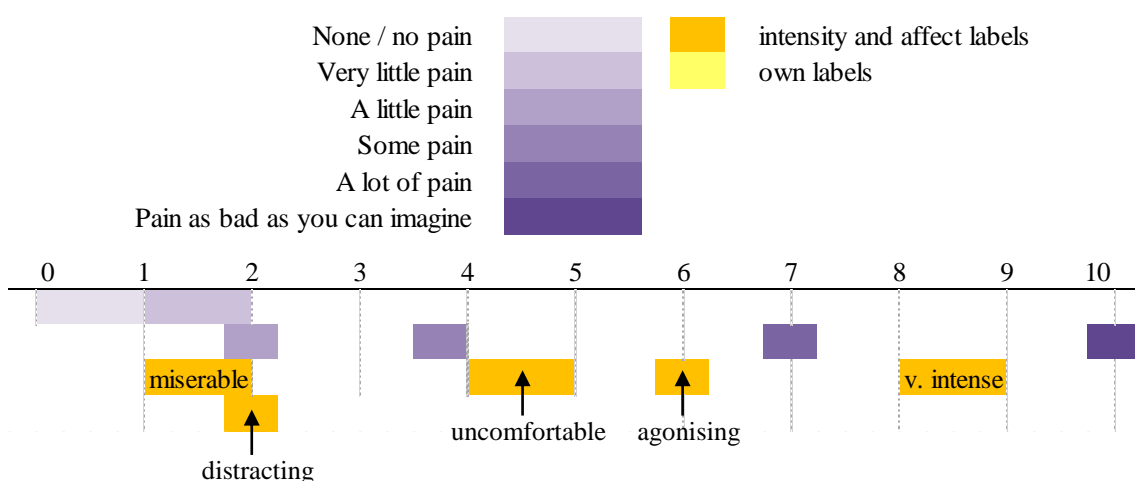 None / no pain
Very little pain
A little pain
Some pain
A lot of pain
Pain as bad as you can imagine
intensity and affect labels
own labels
0 1 2 3 4 5 6 7 8 9 10
miserable
v. intense
uncomfortable
agonising
distracting